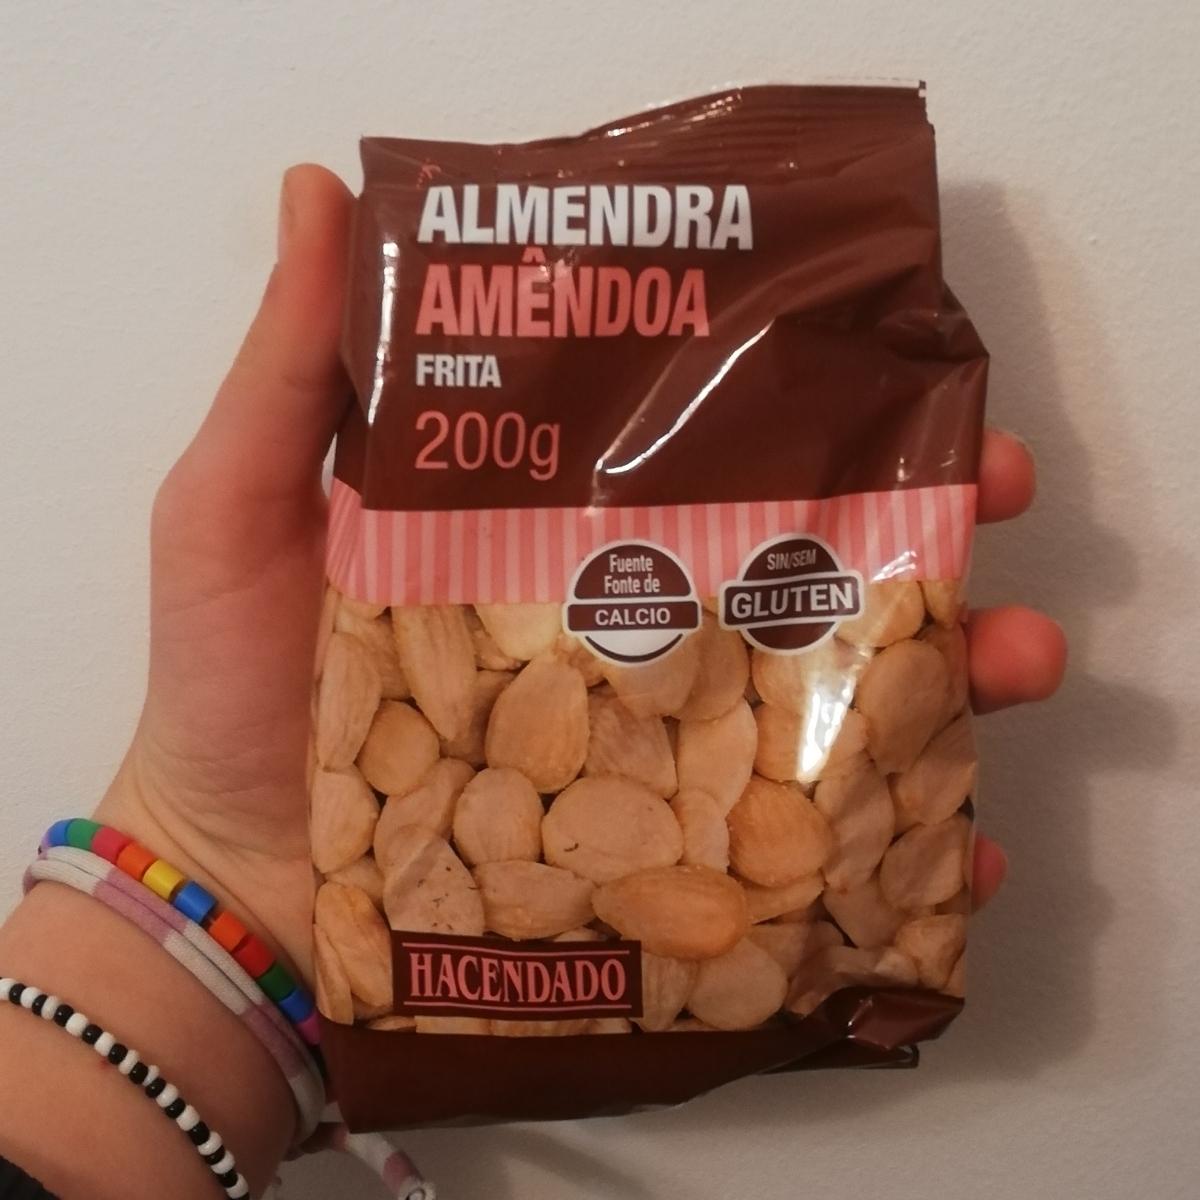 ALMENDRA
AMÊNDOA
FRITA
200g
Fuente
Fonte de
CALCIO
SIN/SEM
GLUTEN
HACENDADO